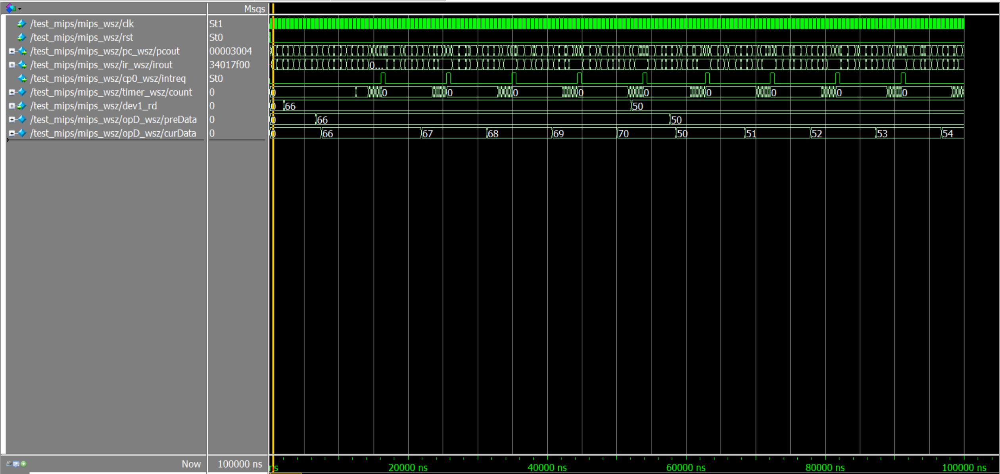 Msgs
/test_mips/mips_wsz/clk St1
/test_mips/mips_wsz/rst St0
/test_mips/mips_wsz/pc_wsz/pcout 00003004
/test_mips/mips_wsz/ir_wsz/irout 34017f00 0...
/test_mips/mips_wsz/cp0_wsz/intreq St0
/test_mips/mips_wsz/timer_wsz/count 0 0 0 0 0 0 0 0 0 0 0
/test_mips/mips_wsz/dev1_rd 0 0 66 50
/test_mips/mips_wsz/opD_wsz/preData 0 0 66 50
/test_mips/mips_wsz/opD_wsz/curData 0 0 66 67 68 69 70 50 51 52 53 54
Now 100000 ns
ns 20000 ns 40000 ns 60000 ns 80000 ns 100000 ns